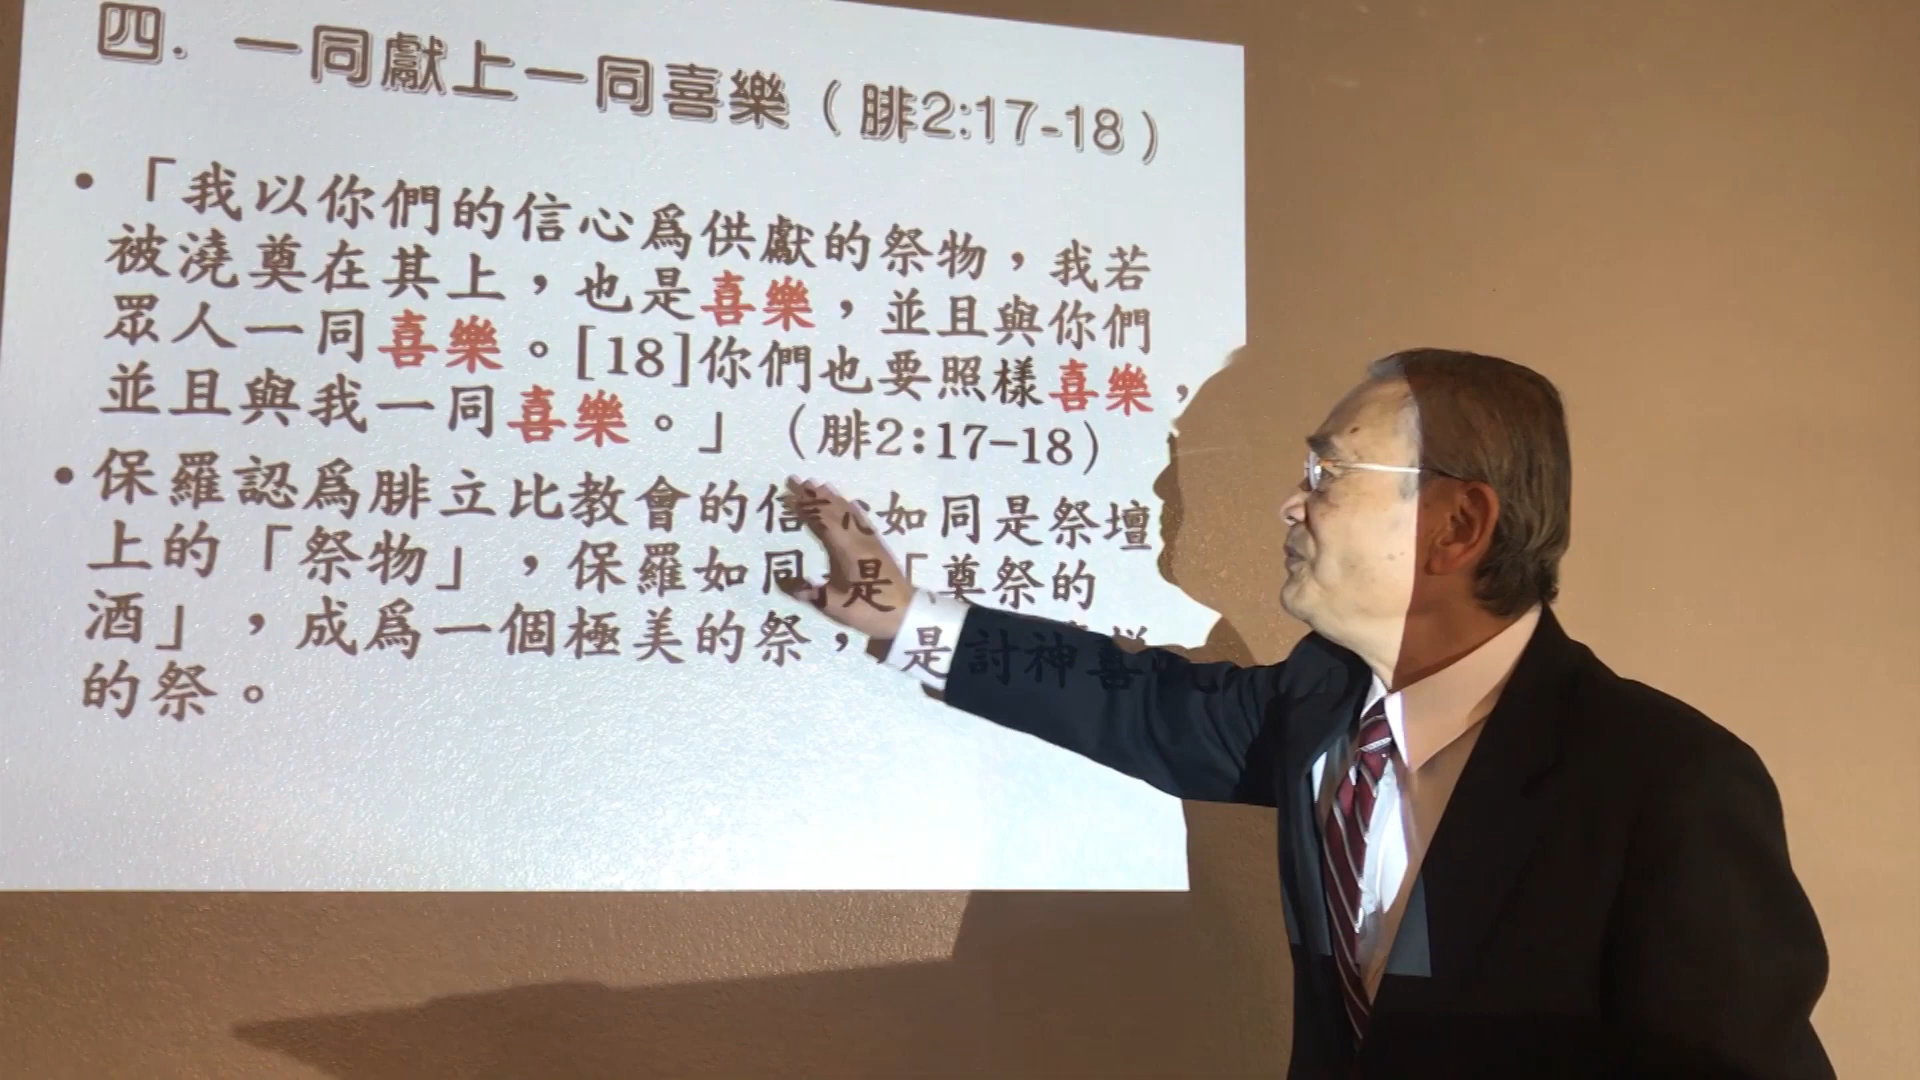 四. 一同獻上一同喜樂（腓2:17-18）
•「我以你們的信心爲供獻的祭物，我若
被澆奠在其上，也是喜樂，並且與你們
眾人一同喜樂。[18]你們也要照樣喜樂，
並且與我一同喜樂。」（腓2:17-18）
•保羅認爲腓立比教會的信心如同是祭壇
上的「祭物」，保羅如同是「奠祭的
酒」，成爲一個極美的祭，是討神喜悅
的祭。